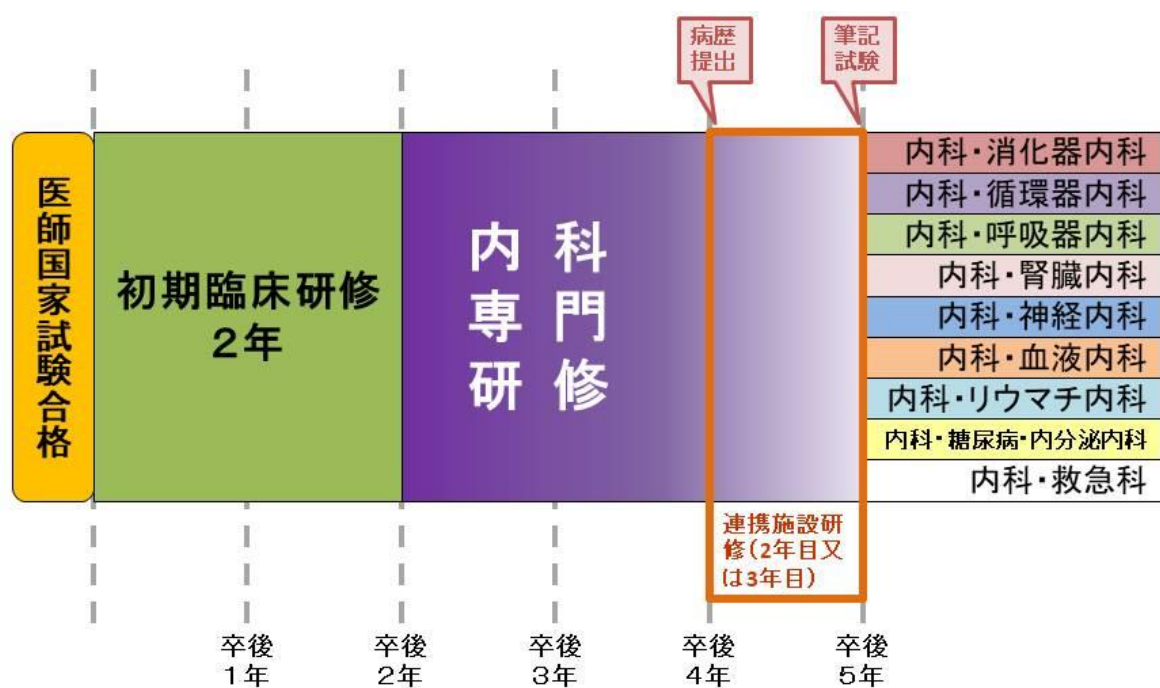 病歴
提出
筆記
試験
医師国家試験合格
初期臨床研修
２年
内科
専門
研修
内科・消化器内科
内科・循環器内科
内科・呼吸器内科
内科・腎臓内科
内科・神経内科
内科・血液内科
内科・リウマチ内科
内科・糖尿病・内分泌内科
内科・救急科
連携施設研
修(2年目又
は3年目)
卒後
１年
卒後
２年
卒後
３年
卒後
４年
卒後
５年